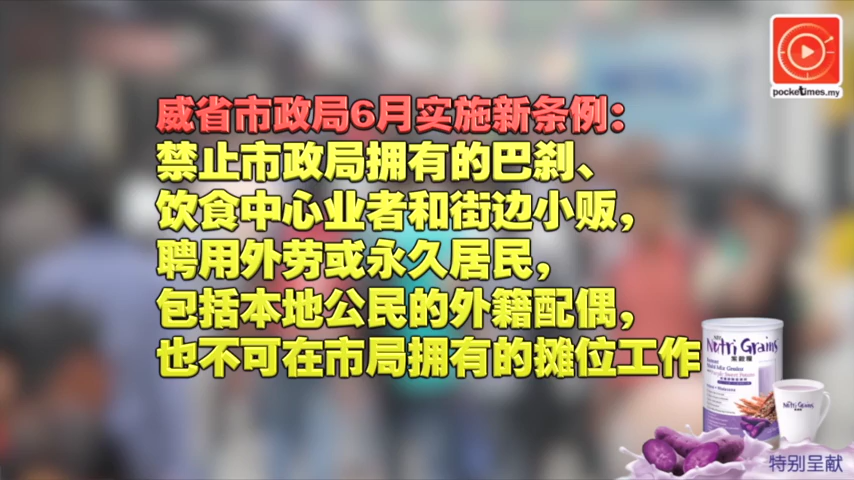 pocketimes.my
威省市政局6月实施新条例：
禁止市政局拥有的巴刹、
饮食中心业者和街边小贩，
聘用外劳或永久居民，
包括本地公民的外籍配偶，
也不可在市局拥有的摊位工作
Nutri Grains
Nutri Grains
特别呈献